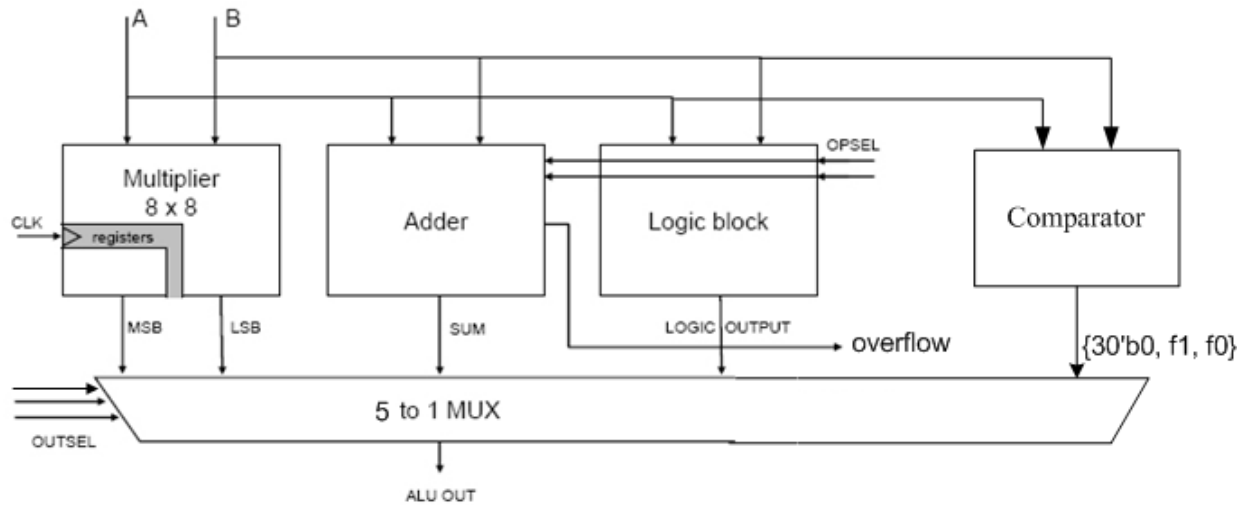 A
B
OPSEL
Multiplier
8 x 8
CLK
registers
Adder
Logic block
Comparator
MSB
LSB
SUM
LOGIC OUTPUT
overflow
{30'b0, f1, f0}
5 to 1 MUX
OUTSEL
ALU OUT